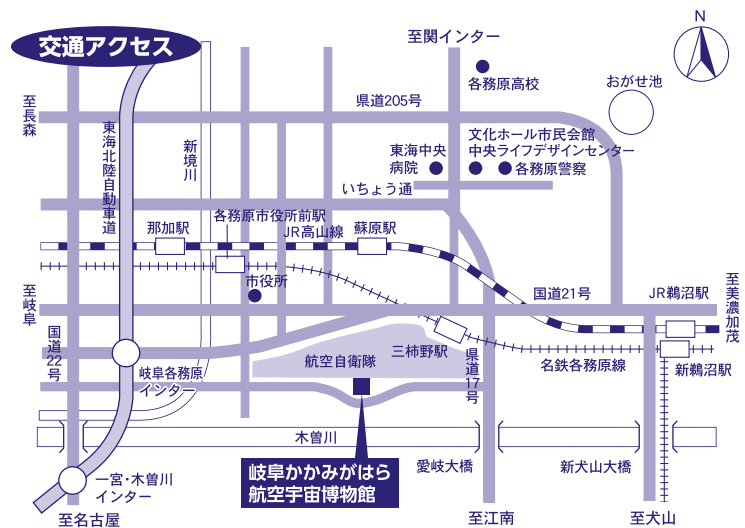 交通アクセス
N
至関インター
各務原高校
おがせ池
県道205号
至長森
東海北陸自動車道
新境川
文化ホール市民会館
中央ライフデザインセンター
東海中央
病院
各務原警察
いちょう通
各務原市役所前駅
那加駅
JR高山線
蘇原駅
市役所
至岐阜
国道21号
JR鵜沼駅
至美濃加茂
国道22号
岐阜各務原
インター
航空自衛隊
三柿野駅
県道17号
名鉄各務原線
新鵜沼駅
木曽川
愛岐大橋
新犬山大橋
岐阜かかみがはら
航空宇宙博物館
一宮・木曽川
インター
至名古屋
至江南
至犬山